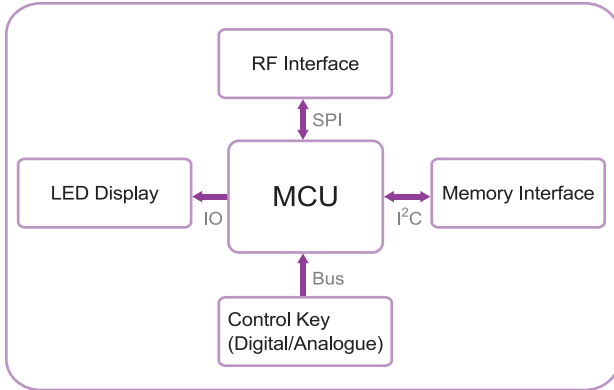 RF Interface
SPI
LED Display
MCU
Memory Interface
IO
I²C
Bus
Control Key
(Digital/Analogue)